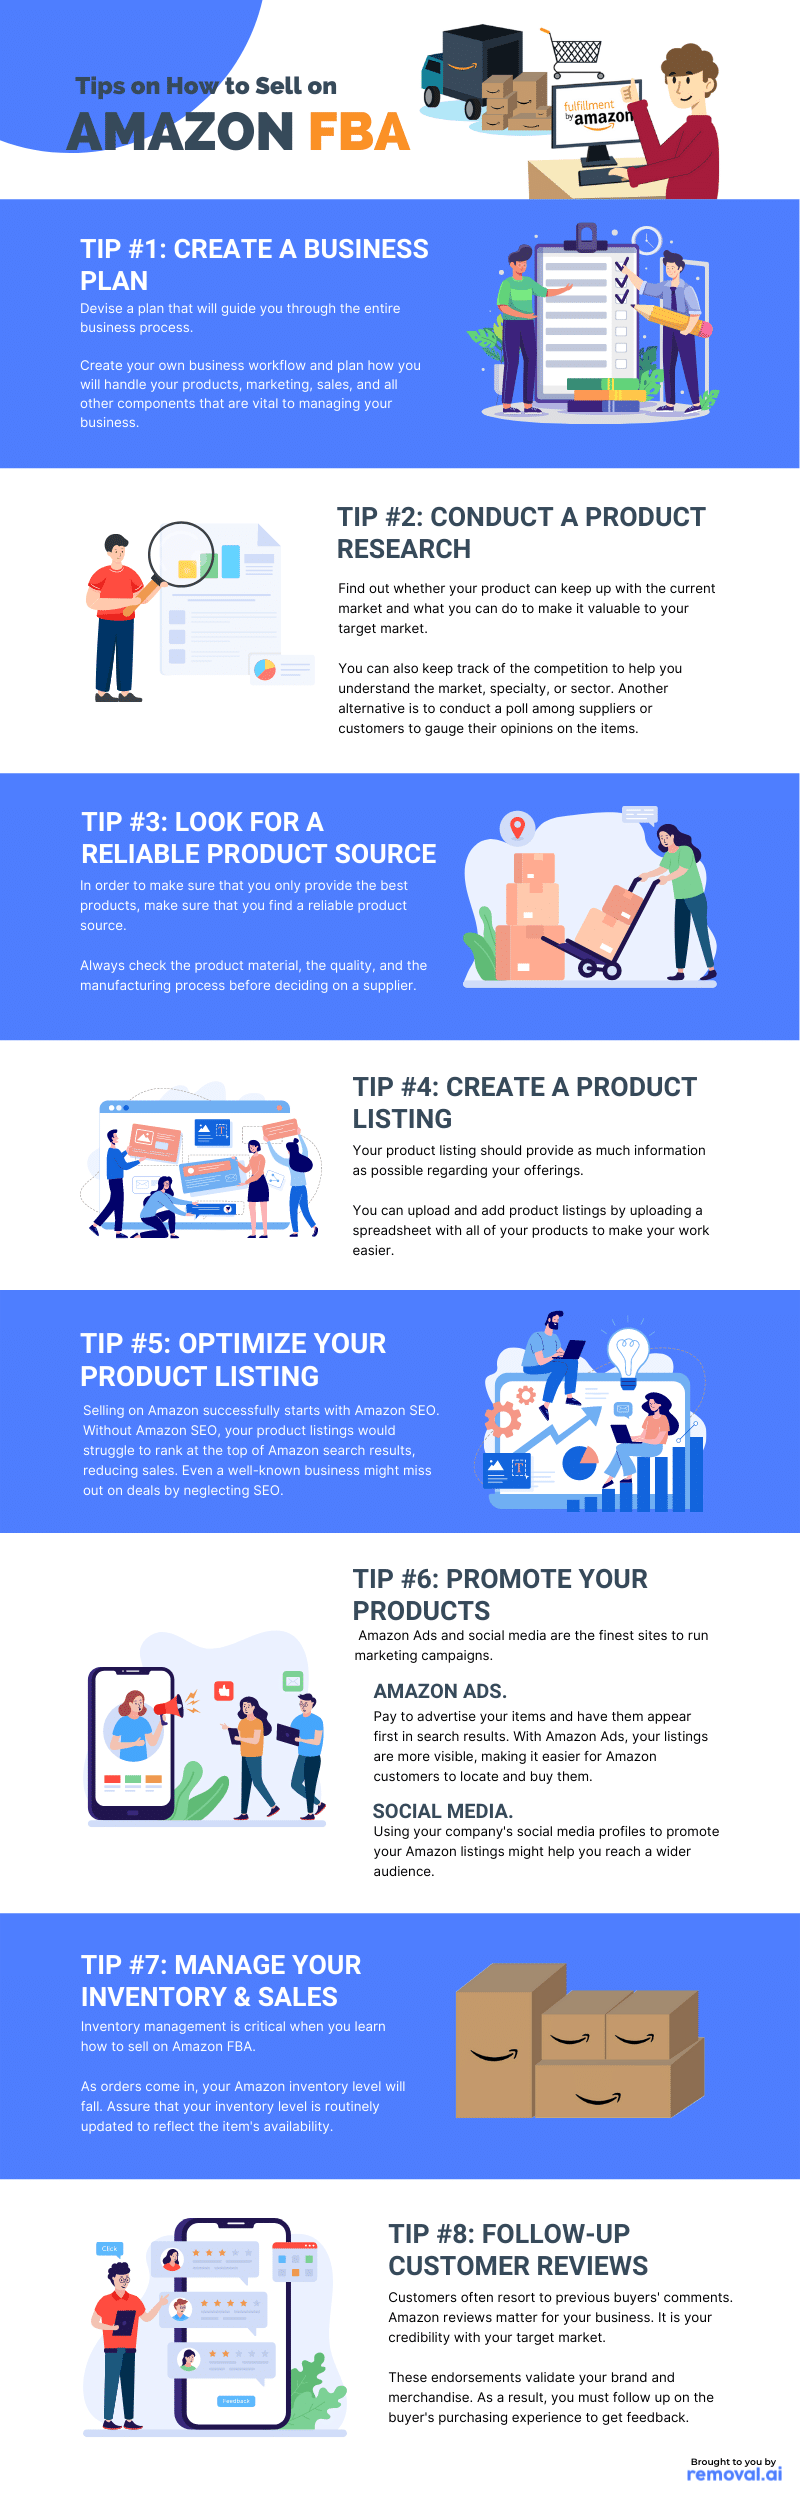 Tips on How to Sell on
AMAZON FBA
fulfillment
by amazon
TIP #1: CREATE A BUSINESS
PLAN
Devise a plan that will guide you through the entire
business process.
Create your own business workflow and plan how you
will handle your products, marketing, sales, and all
other components that are vital to managing your
business.
TIP #2: CONDUCT A PRODUCT
RESEARCH
Find out whether your product can keep up with the current
market and what you can do to make it valuable to your
target market.
You can also keep track of the competition to help you
understand the market, specialty, or sector. Another
alternative is to conduct a poll among suppliers or
customers to gauge their opinions on the items.
TIP #3: LOOK FOR A
RELIABLE PRODUCT SOURCE
In order to make sure that you only provide the best
products, make sure that you find a reliable product
source.
Always check the product material, the quality, and the
manufacturing process before deciding on a supplier.
TIP #4: CREATE A PRODUCT
LISTING
Your product listing should provide as much information
as possible regarding your offerings.
You can upload and add product listings by uploading a
spreadsheet with all of your products to make your work
easier.
TIP #5: OPTIMIZE YOUR
PRODUCT LISTING
Selling on Amazon successfully starts with Amazon SEO.
Without Amazon SEO, your product listings would
struggle to rank at the top of Amazon search results,
reducing sales. Even a well-known business might miss
out on deals by neglecting SEO.
T
TIP #6: PROMOTE YOUR
PRODUCTS
Amazon Ads and social media are the finest sites to run
marketing campaigns.
AMAZON ADS.
Pay to advertise your items and have them appear
first in search results. With Amazon Ads, your listings
are more visible, making it easier for Amazon
customers to locate and buy them.
SOCIAL MEDIA.
Using your company's social media profiles to promote
your Amazon listings might help you reach a wider
audience.
TIP #7: MANAGE YOUR
INVENTORY & SALES
Inventory management is critical when you learn
how to sell on Amazon FBA.
As orders come in, your Amazon inventory level will
fall. Assure that your inventory level is routinely
updated to reflect the item's availability.
Click
Feedback
TIP #8: FOLLOW-UP
CUSTOMER REVIEWS
Customers often resort to previous buyers' comments.
Amazon reviews matter for your business. It is your
credibility with your target market.
These endorsements validate your brand and
merchandise. As a result, you must follow up on the
buyer's purchasing experience to get feedback.
Brought to you by
removal.ai